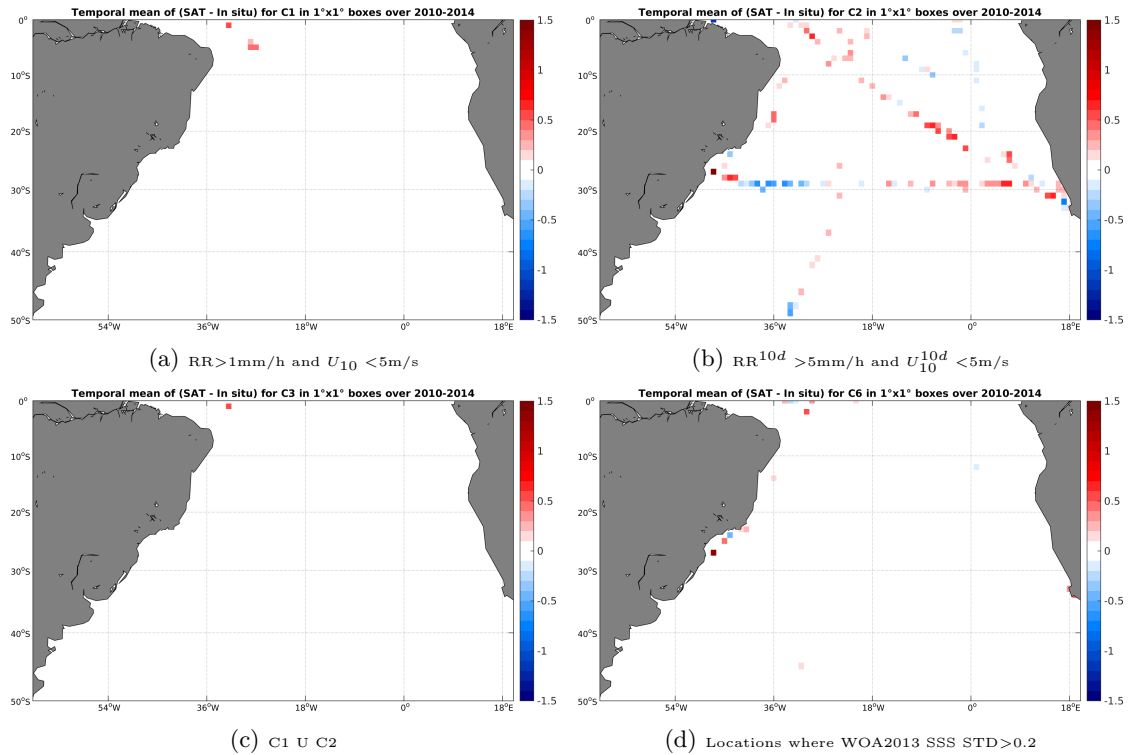 Temporal mean of (SAT - In situ) for C1 in 1°x1° boxes over 2010-2014
0°
10°S
20°S
30°S
40°S
50°S
54°W
36°W
18°W
0°
18°E
1.5
1
0.5
0
-0.5
-1
-1.5
(a) RR>1mm/h and U10 <5m/s
Temporal mean of (SAT - In situ) for C2 in 1°x1° boxes over 2010-2014
0°
10°S
20°S
30°S
40°S
50°S
54°W
36°W
18°W
0°
18°E
1.5
1
0.5
0
-0.5
-1
-1.5
(b) RR^10d >5mm/h and U10^10d <5m/s
Temporal mean of (SAT - In situ) for C3 in 1°x1° boxes over 2010-2014
0°
10°S
20°S
30°S
40°S
50°S
54°W
36°W
18°W
0°
18°E
1.5
1
0.5
0
-0.5
-1
-1.5
(c) C1 U C2
Temporal mean of (SAT - In situ) for C6 in 1°x1° boxes over 2010-2014
0°
10°S
20°S
30°S
40°S
50°S
54°W
36°W
18°W
0°
18°E
1.5
1
0.5
0
-0.5
-1
-1.5
(d) Locations where WOA2013 SSS STD>0.2